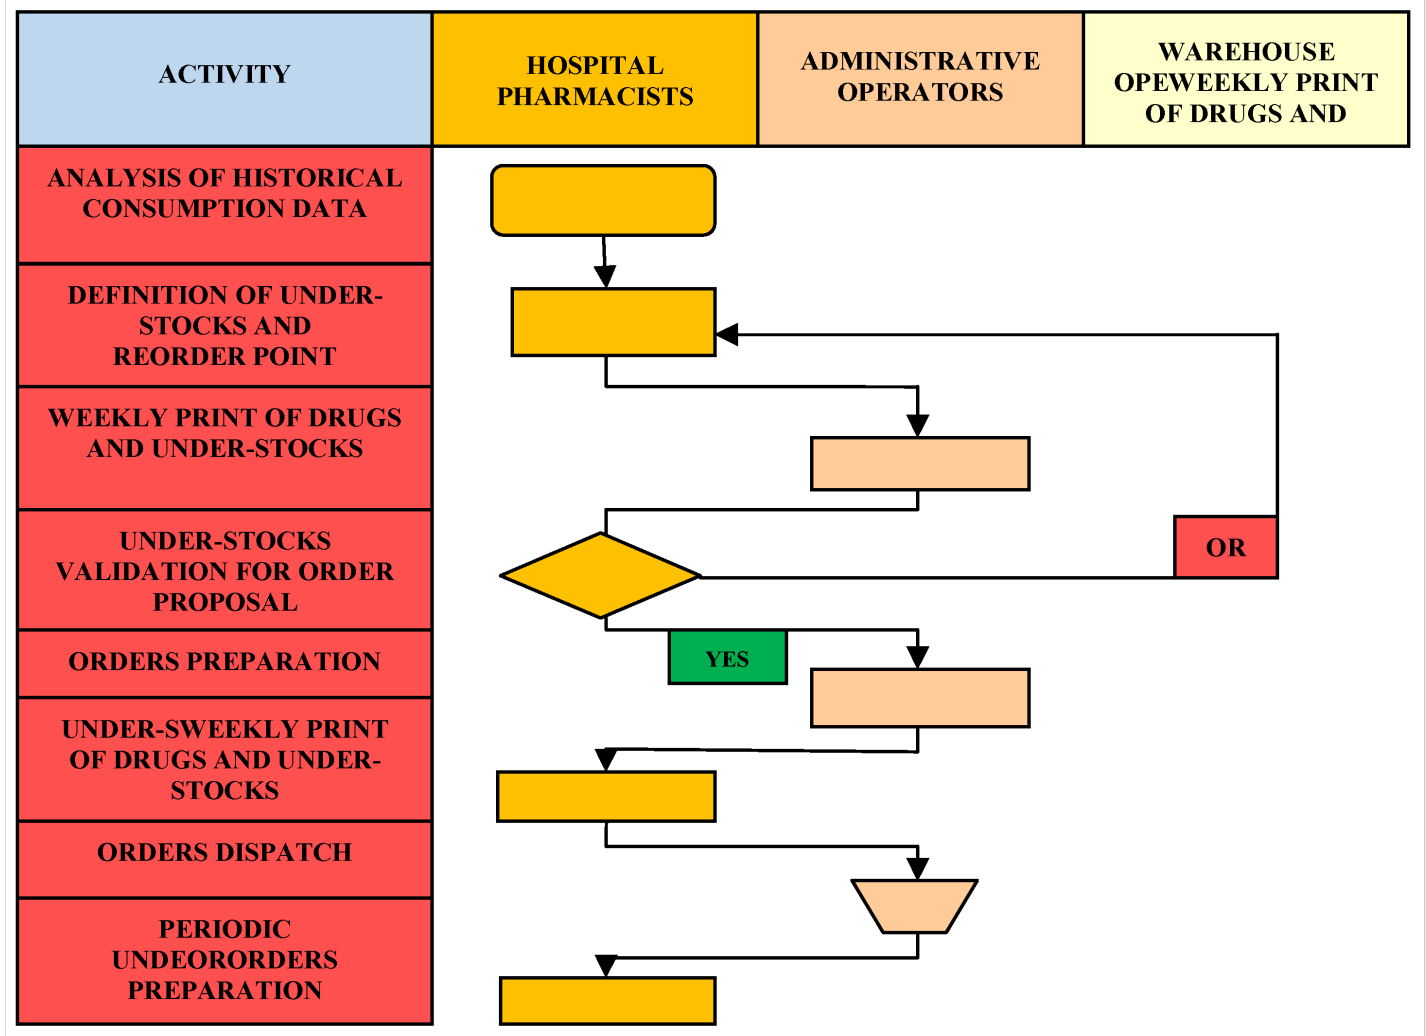 ACTIVITY
HOSPITAL
PHARMACISTS
ADMINISTRATIVE
OPERATORS
WAREHOUSE
OPEWEEKLY PRINT
OF DRUGS AND
ANALYSIS OF HISTORICAL
CONSUMPTION DATA
DEFINITION OF UNDER-
STOCKS AND
REORDER POINT
WEEKLY PRINT OF DRUGS
AND UNDER-STOCKS
UNDER-STOCKS
VALIDATION FOR ORDER
PROPOSAL
OR
ORDERS PREPARATION
YES
UNDER-SWEEKLY PRINT
OF DRUGS AND UNDER-
STOCKS
ORDERS DISPATCH
PERIODIC
UNDEORORDERS
PREPARATION